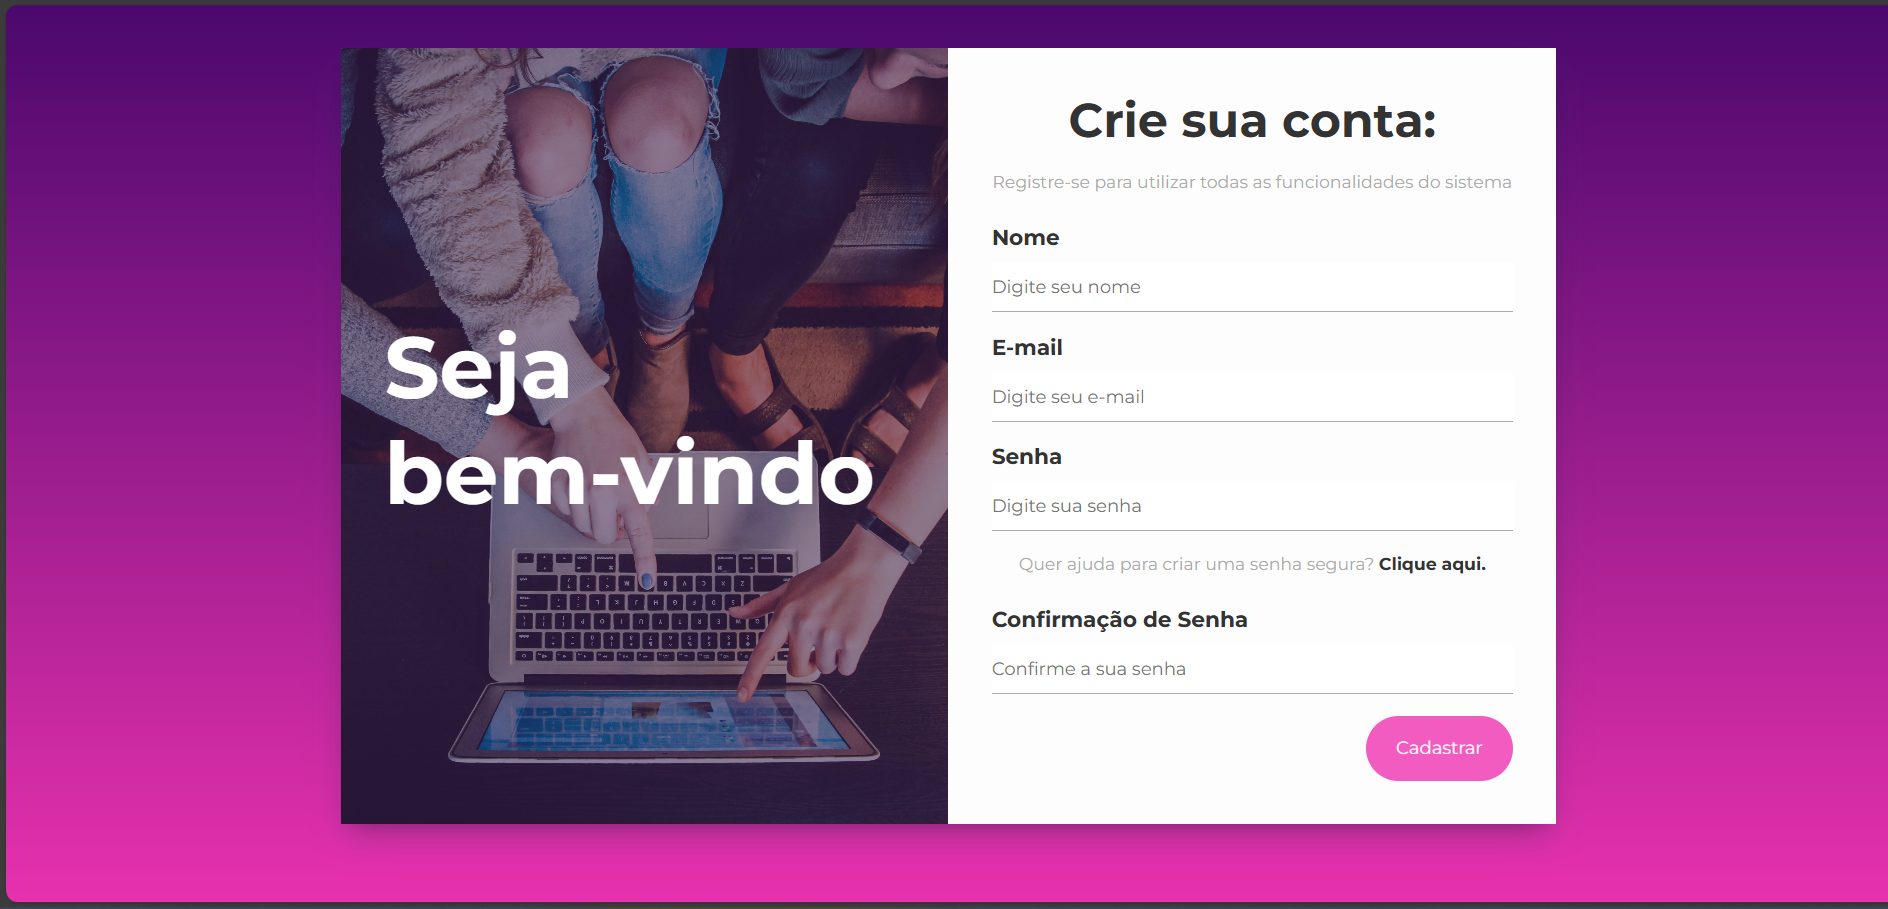 Seja
bem-vindo
Crie sua conta:
Registre-se para utilizar todas as funcionalidades do sistema
Nome
Digite seu nome
E-mail
Digite seu e-mail
Senha
Digite sua senha
Quer ajuda para criar uma senha segura? Clique aqui.
Confirmação de Senha
Confirme a sua senha
Cadastrar